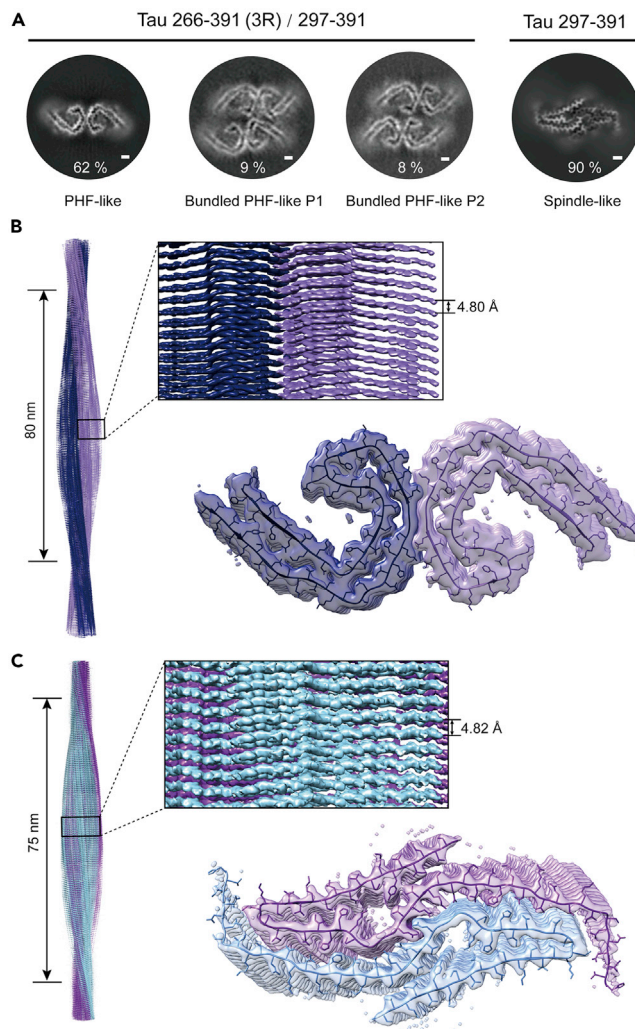 A
Tau 266-391 (3R) / 297-391
Tau 297-391
62 %
9 %
8 %
90 %
PHF-like
Bundled PHF-like P1
Bundled PHF-like P2
Spindle-like
B
80 nm
4.80 Å
C
75 nm
4.82 Å